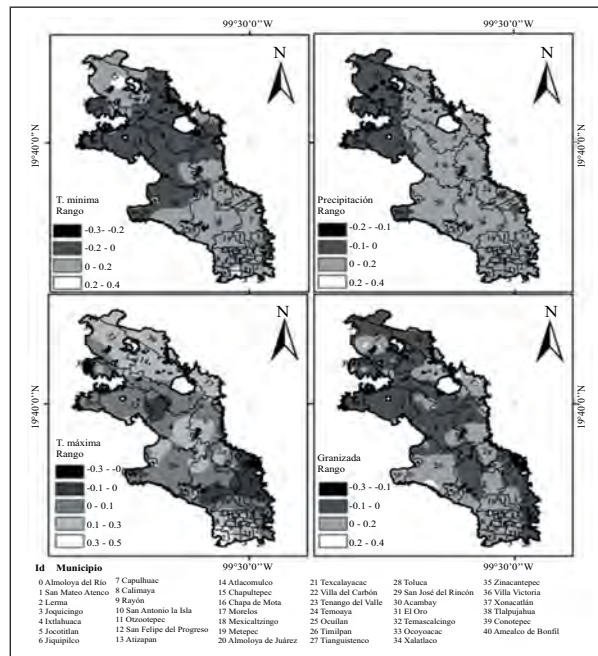 99°30'0"N
99°30'0"N
N
N
19°40'0"N
19°40'0"N
T. mínima
Rango
-0.3- -0.2
-0.2 - 0
0 - 0.2
0.2 - 0.4
Precipitación
Rango
-0.2 - -0.1
-0.1- 0
0 - 0.2
0.2 - 0.4
N
N
19°40'0"N
19°40'0"N
T. máxima
Rango
-0.3 - -0
-0.1 - 0
0 - 0.1
0.1 - 0.3
0.3 - 0.5
Granizada
Rango
-0.3 - -0.1
-0.1 - 0
0 - 0.2
0.2 - 0.4
99°30'0"N
99°30'0"N
Id Municipio
0 Almoloya del Río
1 San Mateo Atenco
2 Lerma
3 Joquicingo
4 Ixtlahuaca
5 Jocotitlan
6 Jiquipilco
7 Capulhuac
8 Calimaya
9 Rayón
10 San Antonio la Isla
11 Otzootepec
12 San Felipe del Progreso
13 Atizapan
14 Atlacomulco
15 Chapultepec
16 Chapa de Mota
17 Morelos
18 Mexicaltzingo
19 Metepec
20 Almoloya de Juárez
21 Texcalayacac
22 Villa del Carbón
23 Tenango del Valle
24 Temoaya
25 Ocuílan
26 Timilpan
27 Tianguistenco
28 Toluca
29 San José del Rincón
30 Acambay
31 El Oro
32 Temascalcingo
33 Ocoyoacac
34 Xalatlaco
35 Zinacantepec
36 Villa Victoria
37 Xonacatlán
38 Tlalpujahua
39 Conotepec
40 Amealco de Bonfil